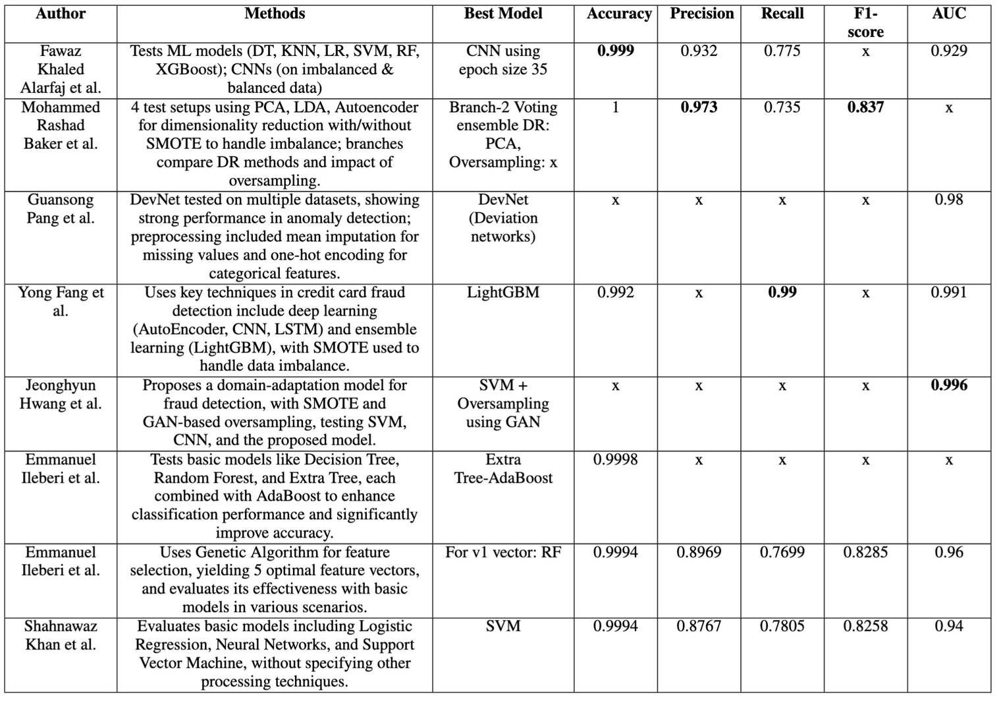 Author Methods Best Model Accuracy Precision Recall F1-score AUC
Fawaz Khaled Alarfaj et al.
Tests ML models (DT, KNN, LR, SVM, RF,
XGBoost); CNNs (on imbalanced &
balanced data)
CNN using
epoch size 35
0.999 0.932 0.775 x 0.929
Mohammed
Rashad
Baker et al.
4 test setups using PCA, LDA, Autoencoder
for dimensionality reduction with/without
SMOTE to handle imbalance; branches
compare DR methods and impact of
oversampling.
Branch-2 Voting
ensemble DR:
PCA,
Oversampling: x
1 0.973 0.735 0.837 x
Guansong
Pang et al.
DevNet tested on multiple datasets, showing
strong performance in anomaly detection;
preprocessing included mean imputation for
missing values and one-hot encoding for
categorical features.
DevNet
(Deviation
networks)
x x x x 0.98
Yong Fang et
al.
Uses key techniques in credit card fraud
detection include deep learning
(AutoEncoder, CNN, LSTM) and ensemble
learning (LightGBM), with SMOTE used to
handle data imbalance.
LightGBM
0.992 x 0.99 x 0.991
Jeonghyun
Hwang et al.
Proposes a domain-adaptation model for
fraud detection, with SMOTE and
GAN-based oversampling, testing SVM,
CNN, and the proposed model.
SVM +
Oversampling
using GAN
x x x x 0.996
Emmanuel
Ileberi et al.
Tests basic models like Decision Tree,
Random Forest, and Extra Tree, each
combined with AdaBoost to enhance
classification performance and significantly
improve accuracy.
Extra
Tree-AdaBoost
0.9998 x x x x
Emmanuel
Ileberi et al.
Uses Genetic Algorithm for feature
selection, yielding 5 optimal feature vectors,
and evaluates its effectiveness with basic
models in various scenarios.
For v1 vector: RF
0.9994 0.8969 0.7699 0.8285 0.96
Shahnawaz
Khan et al.
Evaluates basic models including Logistic
Regression, Neural Networks, and Support
Vector Machine, without specifying other
processing techniques.
SVM
0.9994 0.8767 0.7805 0.8258 0.94